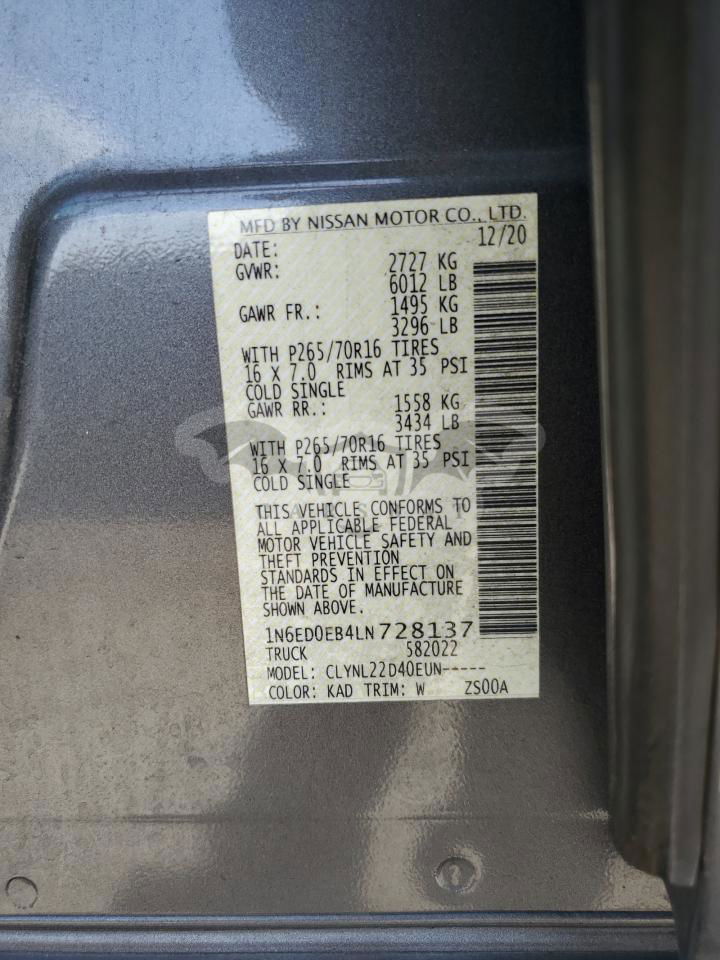 MFD BY NISSAN MOTOR CO., LTD.
DATE: 12/20
GVWR: 2727 KG
6012 LB
GAWR FR.: 1495 KG
3296 LB
WITH P265/70R16 TIRES
16 X 7.0 RIMS AT 35 PSI
COLD SINGLE
GAWR RR.: 1558 KG
3434 LB
WITH P265/70R16 TIRES
16 X 7.0 RIMS AT 35 PSI
COLD SINGLE
THIS VEHICLE CONFORMS TO
ALL APPLICABLE FEDERAL
MOTOR VEHICLE SAFETY AND
THEFT PREVENTION
STANDARDS IN EFFECT ON
THE DATE OF MANUFACTURE
SHOWN ABOVE.
1N6ED0EB4LN728137
TRUCK 582022
MODEL: CLYNL22D40EUN-----
COLOR: KAD TRIM: W ZS00A